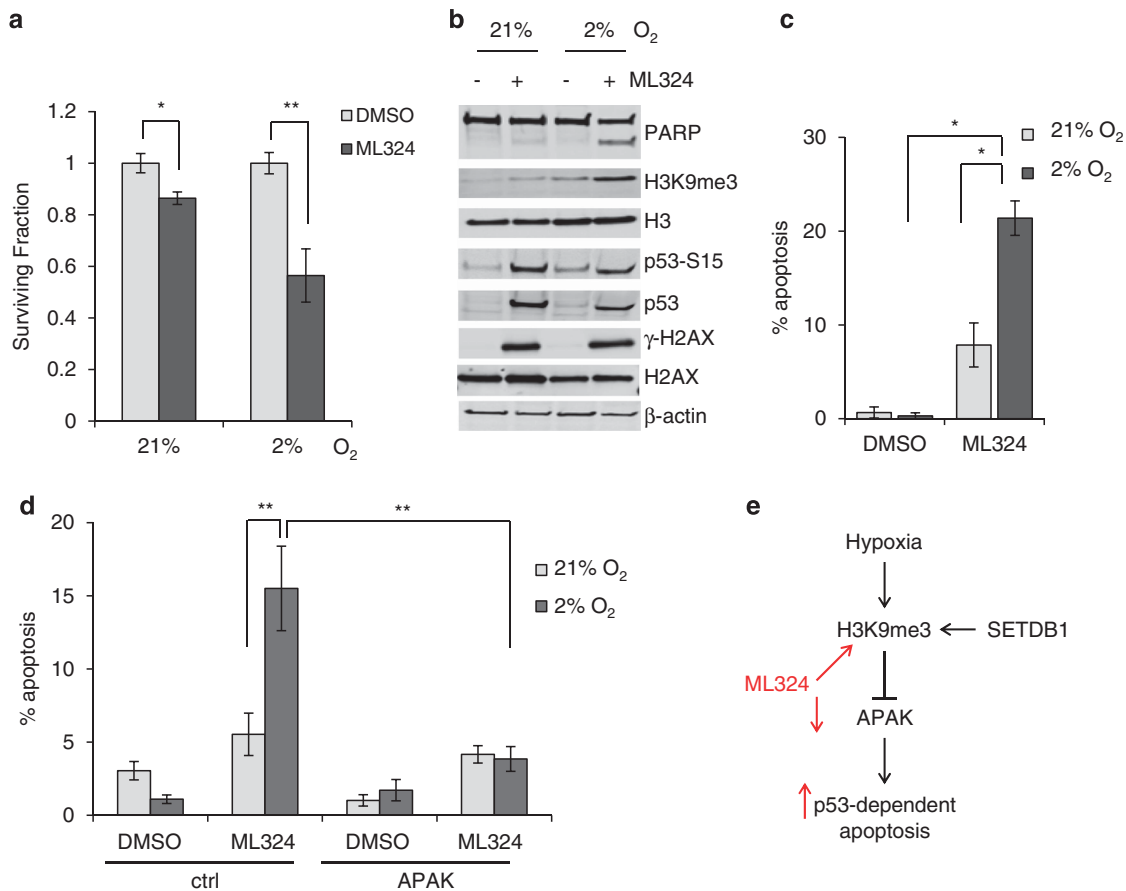 a
1.2
1
0.8
0.6
0.4
0.2
0
Surviving Fraction
*
**
DMSO
ML324
21%
2%
O₂
b
21%
2%
O₂
-
+
-
+
ML324
PARP
H3K9me3
H3
p53-S15
p53
γ-H2AX
H2AX
β-actin
c
30
20
10
0
% apoptosis
*
*
21% O₂
2% O₂
DMSO
ML324
d
20
15
10
5
0
% apoptosis
**
**
21% O₂
2% O₂
DMSO
ML324
DMSO
ML324
ctrl
APAK
e
Hypoxia
H3K9me3
SETDB1
ML324
APAK
p53-dependent
apoptosis